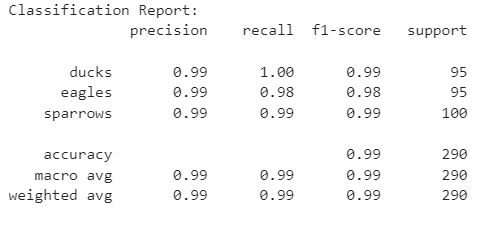 Classification Report:
precision recall f1-score support
ducks 0.99 1.00 0.99 95
eagles 0.99 0.98 0.98 95
sparrows 0.99 0.99 0.99 100
accuracy 0.99 290
macro avg 0.99 0.99 0.99 290
weighted avg 0.99 0.99 0.99 290